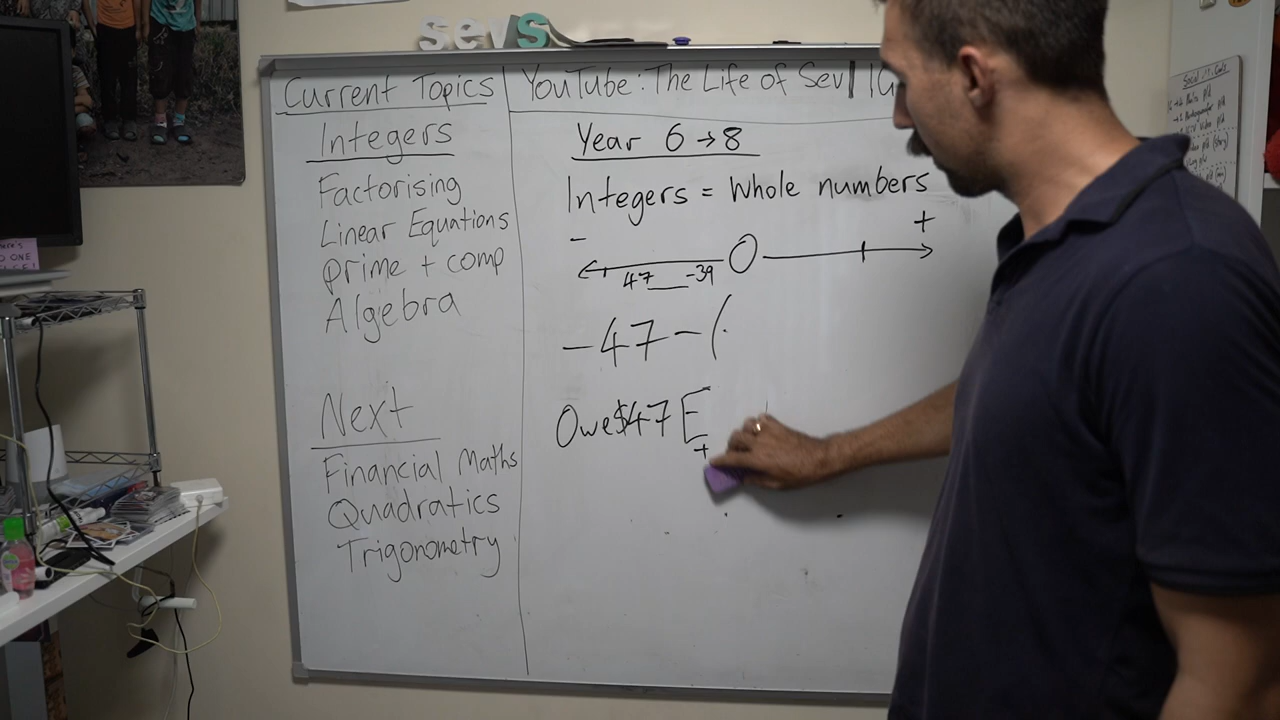 sevs
Current Topics
Integers
Factorising
Linear Equations
prime + comp
Algebra
Next
Financial Maths
Quadratics
Trigonometry
YouTube: The Life of Sev
Year 6 → 8
Integers = Whole numbers
- +
0
47 -39
-47 - (
Owe $47 E
+